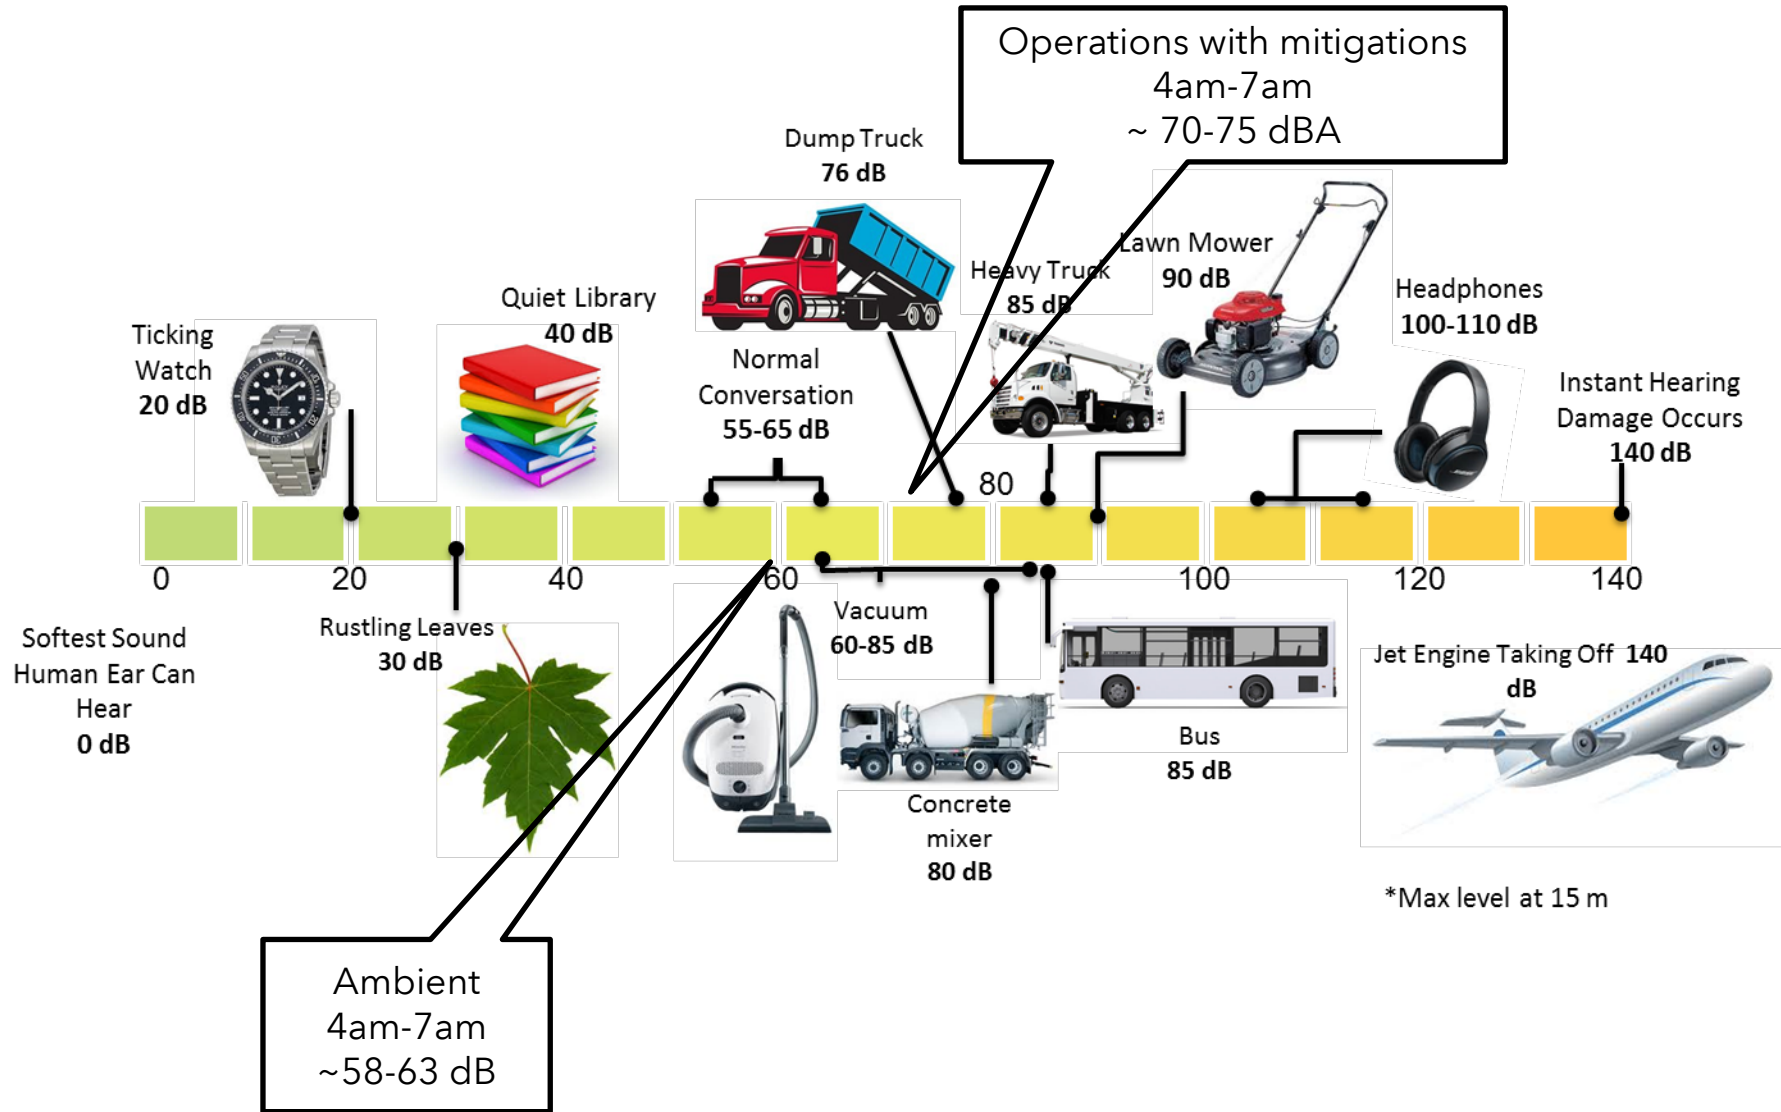 Operations with mitigations
4am-7am
~ 70-75 dBA
Dump Truck
76 dB
Lawn Mower
90 dB
Heavy Truck
85 dB
Quiet Library
40 dB
Headphones
100-110 dB
Ticking
Watch
20 dB
Normal
Conversation
55-65 dB
Instant Hearing
Damage Occurs
140 dB
80
0
20
40
60
100
120
140
Softest Sound
Human Ear Can
Hear
0 dB
Rustling Leaves
30 dB
Vacuum
60-85 dB
Jet Engine Taking Off 140
dB
Bus
85 dB
Concrete
mixer
80 dB
*Max level at 15 m
Ambient
4am-7am
~58-63 dB